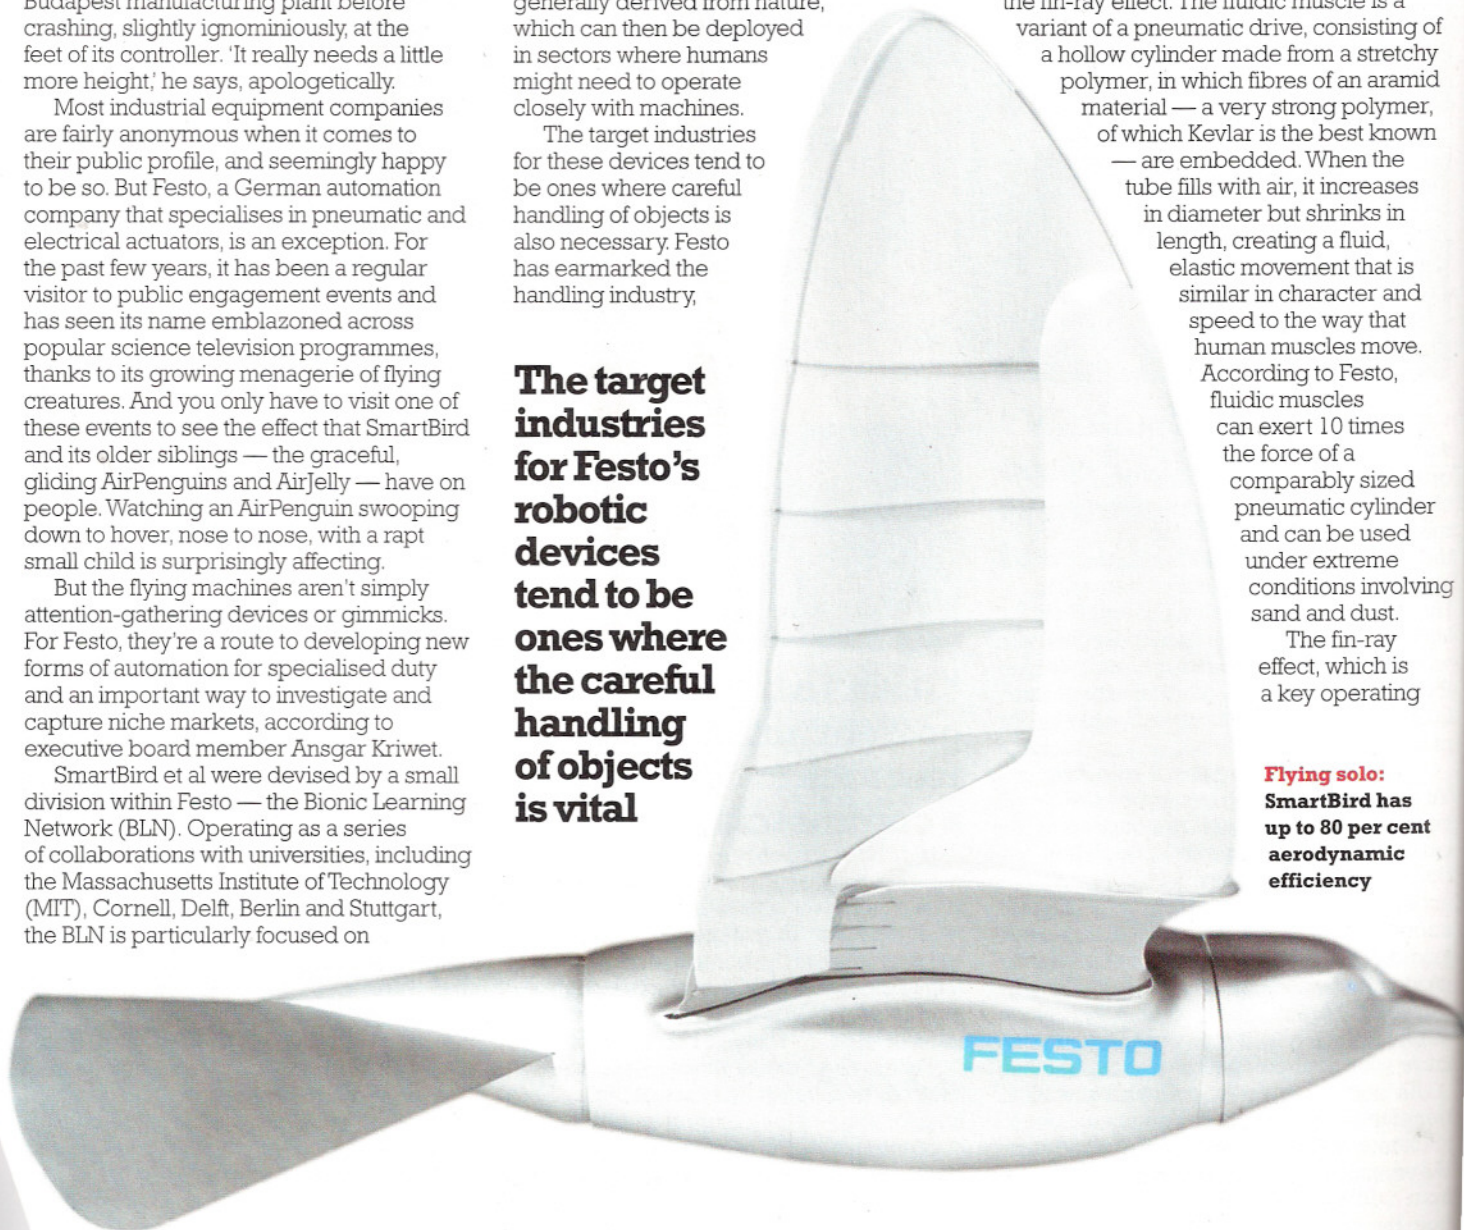 Budapest manufacturing plant before
crashing, slightly ignominiously, at the
feet of its controller. 'It really needs a little
more height,' he says, apologetically.
Most industrial equipment companies
are fairly anonymous when it comes to
their public profile, and seemingly happy
to be so. But Festo, a German automation
company that specialises in pneumatic and
electrical actuators, is an exception. For
the past few years, it has been a regular
visitor to public engagement events and
has seen its name emblazoned across
popular science television programmes,
thanks to its growing menagerie of flying
creatures. And you only have to visit one of
these events to see the effect that SmartBird
and its older siblings — the graceful,
gliding AirPenguins and AirJelly — have on
people. Watching an AirPenguin swooping
down to hover, nose to nose, with a rapt
small child is surprisingly affecting.
But the flying machines aren't simply
attention-gathering devices or gimmicks.
For Festo, they're a route to developing new
forms of automation for specialised duty
and an important way to investigate and
capture niche markets, according to
executive board member Ansgar Kriwet.
SmartBird et al were devised by a small
division within Festo — the Bionic Learning
Network (BLN). Operating as a series
of collaborations with universities, including
the Massachusetts Institute of Technology
(MIT), Cornell, Delft, Berlin and Stuttgart,
the BLN is particularly focused on
generally derived from nature,
which can then be deployed
in sectors where humans
might need to operate
closely with machines.
The target industries
for these devices tend to
be ones where careful
handling of objects is
also necessary. Festo
has earmarked the
handling industry,
The target
industries
for Festo's
robotic
devices
tend to be
ones where
the careful
handling
of objects
is vital
the fin-ray effect. The fluidic muscle is a
variant of a pneumatic drive, consisting of
a hollow cylinder made from a stretchy
polymer, in which fibres of an aramid
material — a very strong polymer,
of which Kevlar is the best known
— are embedded. When the
tube fills with air, it increases
in diameter but shrinks in
length, creating a fluid,
elastic movement that is
similar in character and
speed to the way that
human muscles move.
According to Festo,
fluidic muscles
can exert 10 times
the force of a
comparably sized
pneumatic cylinder
and can be used
under extreme
conditions involving
sand and dust.
The fin-ray
effect, which is
a key operating
Flying solo:
SmartBird has
up to 80 per cent
aerodynamic
efficiency
FESTO